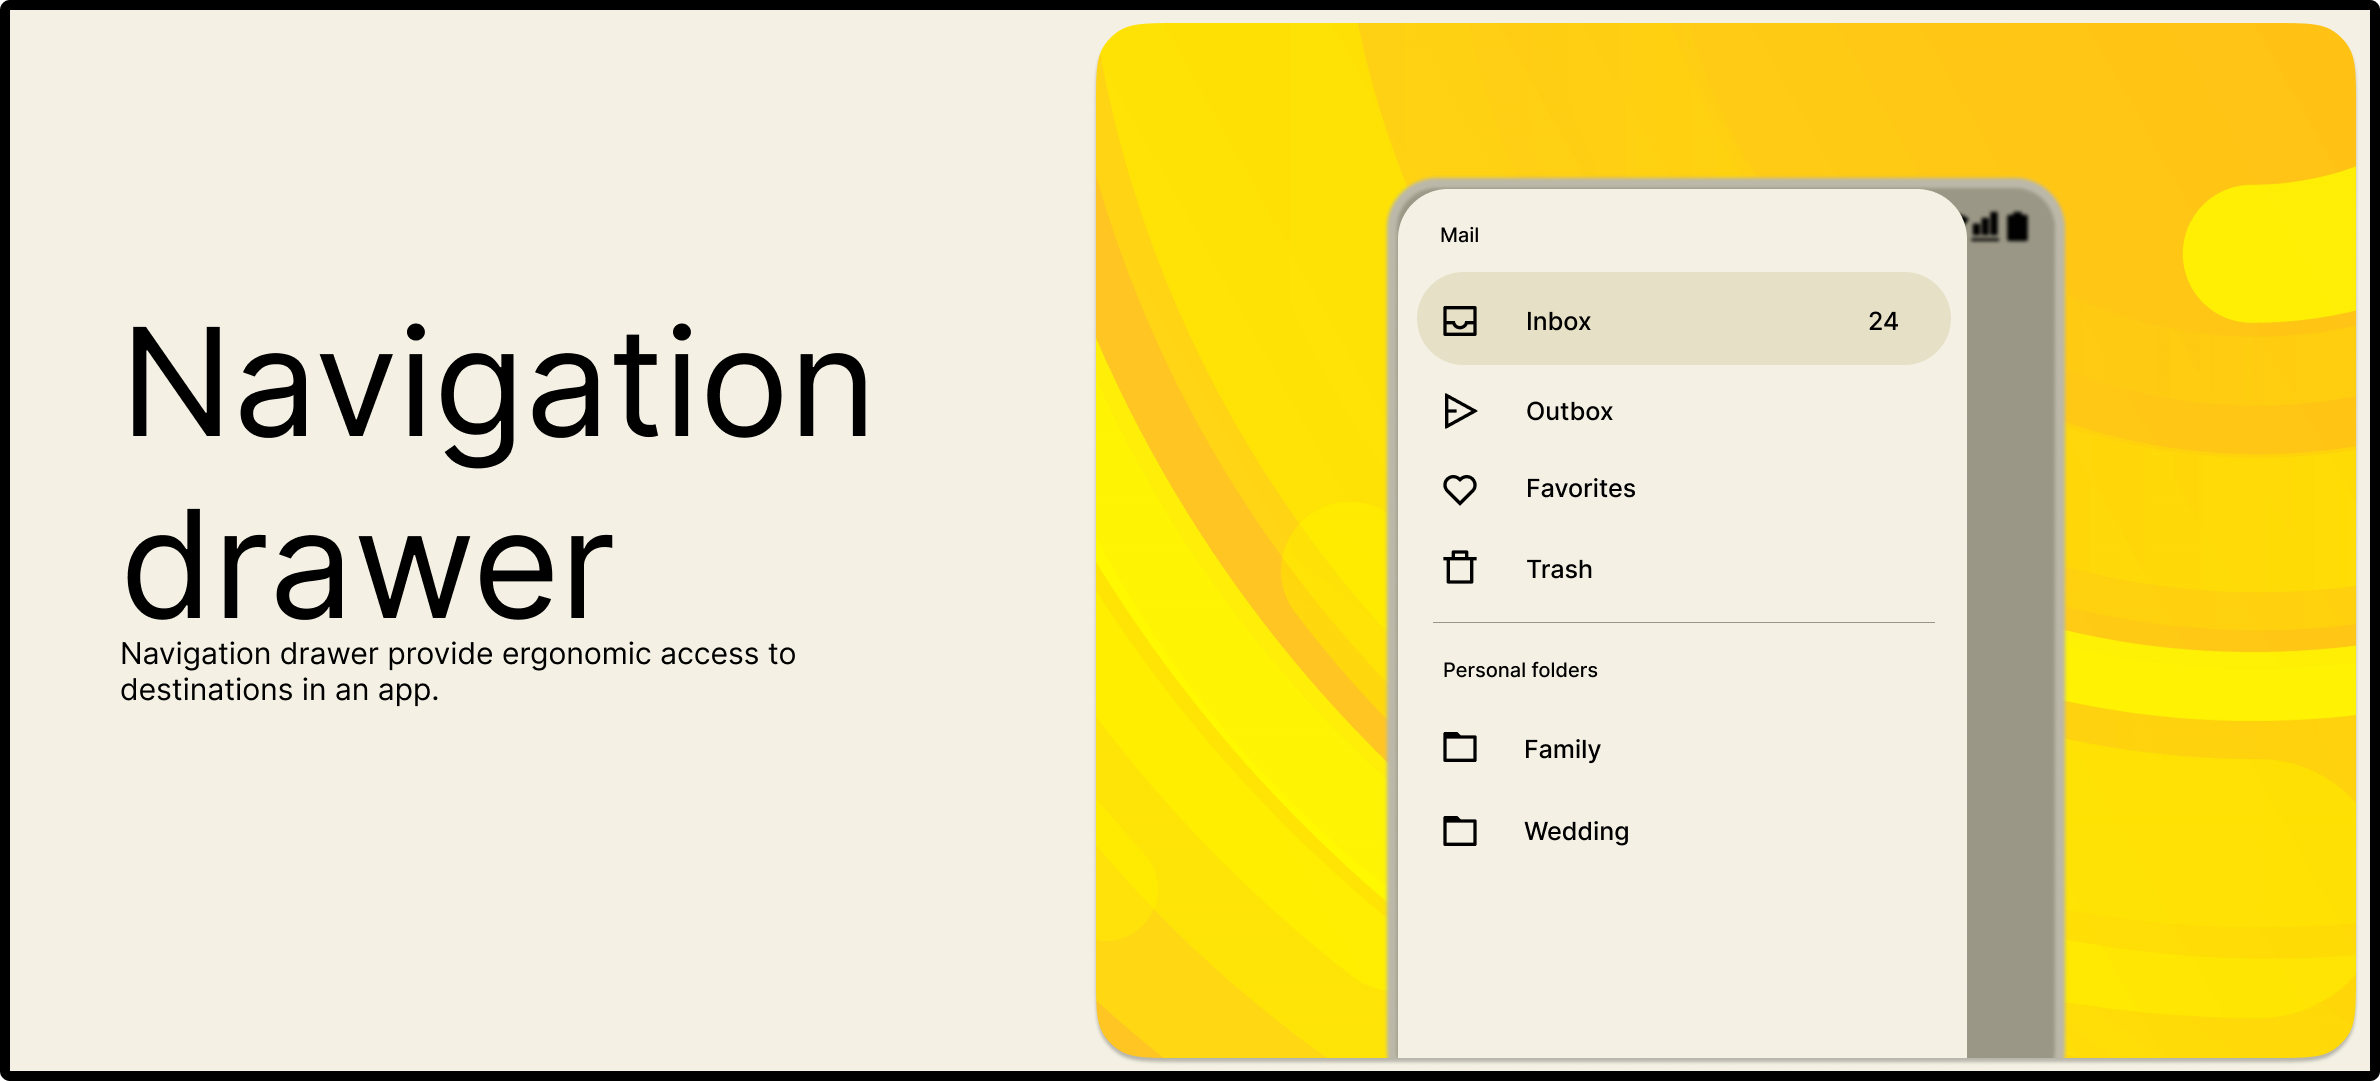 Navigation
drawer
Navigation drawer provide ergonomic access to
destinations in an app.
Mail
Inbox 24
Outbox
Favorites
Trash
Personal folders
Family
Wedding